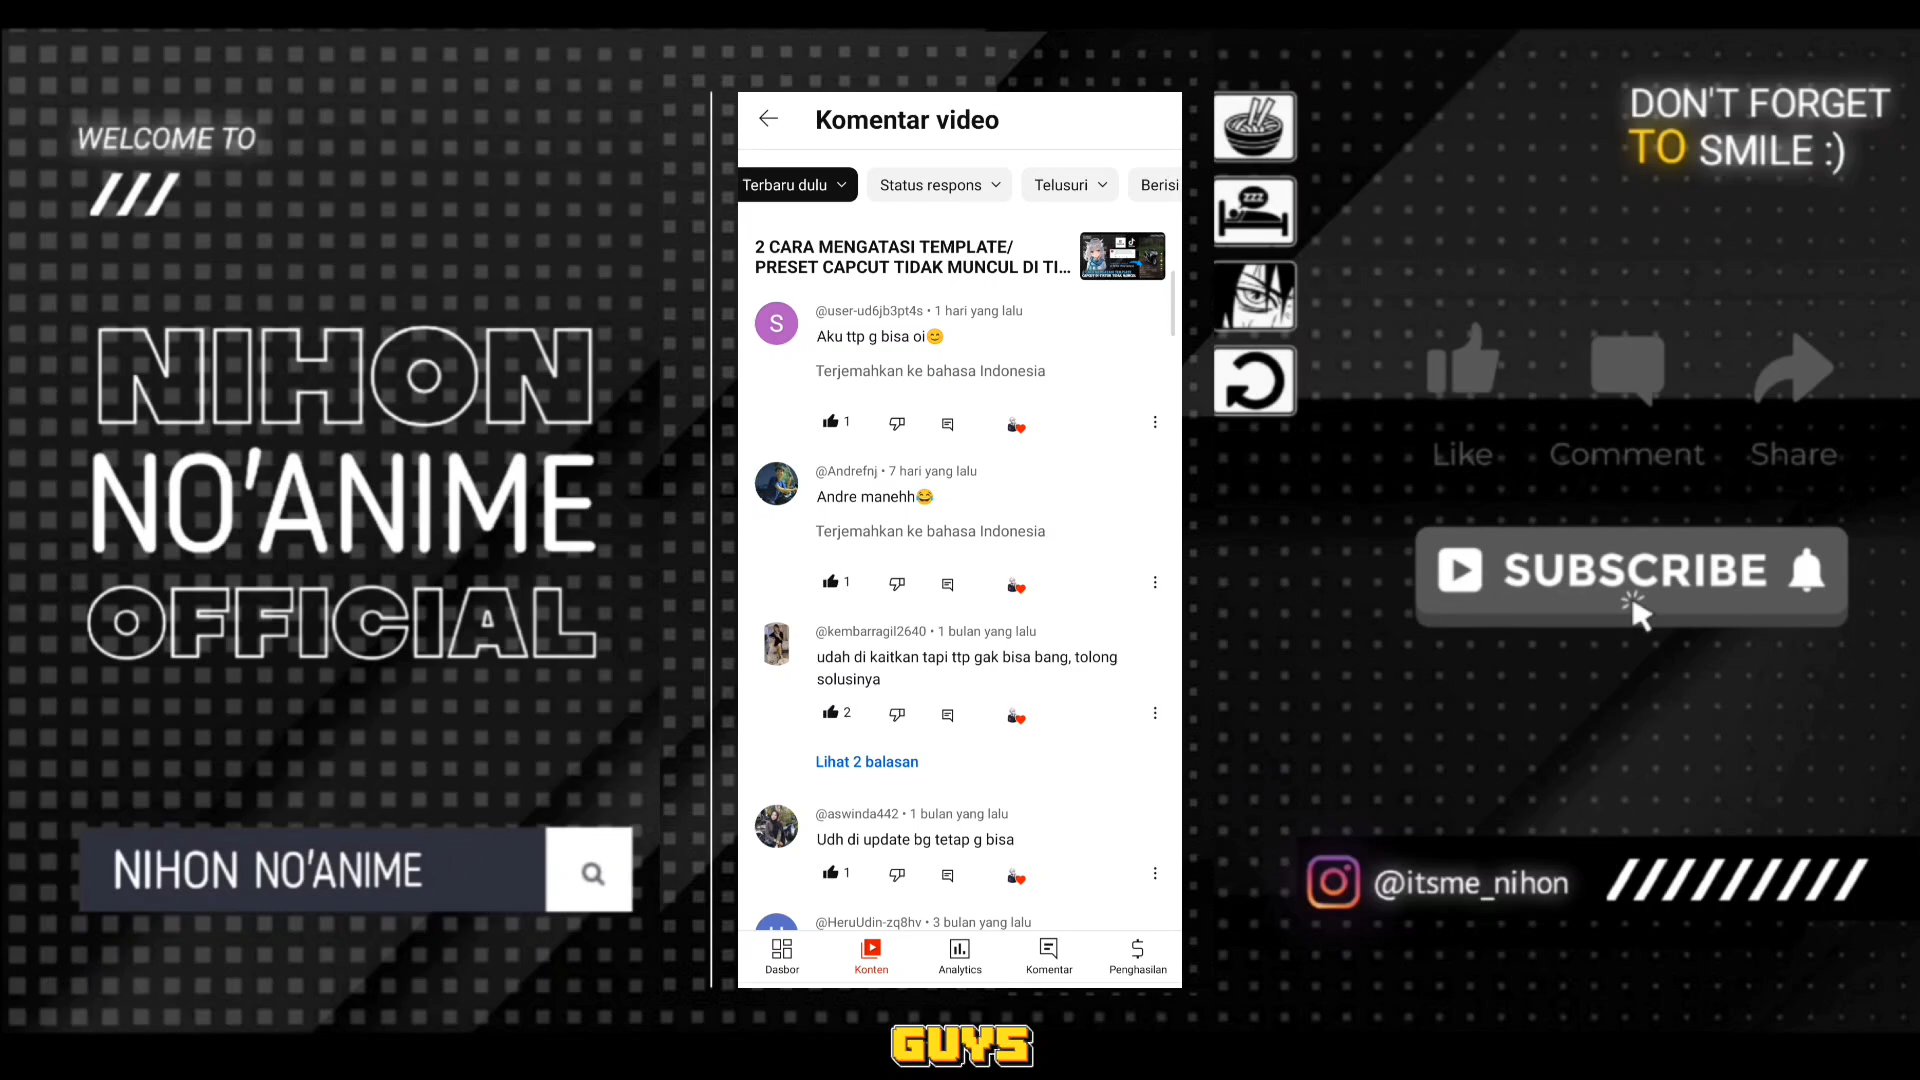 WELCOME TO
NIHON
NO'ANIME
OFFICIAL
NIHON NO'ANIME
Komentar video
Terbaru dulu
Status respons
Telusuri
Berisi
2 CARA MENGATASI TEMPLATE/
PRESET CAPCUT TIDAK MUNCUL DI TI...
S
@user-ud6jb3pt4s • 1 hari yang lalu
Aku ttp g bisa oi😊
Terjemahkan ke bahasa Indonesia
1
@Andrefnj • 7 hari yang lalu
Andre manehh😂
Terjemahkan ke bahasa Indonesia
1
@kembarragil2640 • 1 bulan yang lalu
udah di kaitkan tapi ttp gak bisa bang, tolong
solusinya
2
Lihat 2 balasan
@aswinda442 • 1 bulan yang lalu
Udh di update bg tetap g bisa
1
@HeruUdin-zq8hv • 3 bulan yang lalu
Dasbor
Konten
Analytics
Komentar
Penghasilan
zzz
DON'T FORGET
TO SMILE :)
Like
Comment
Share
SUBSCRIBE
@itsme_nihon
GUYS